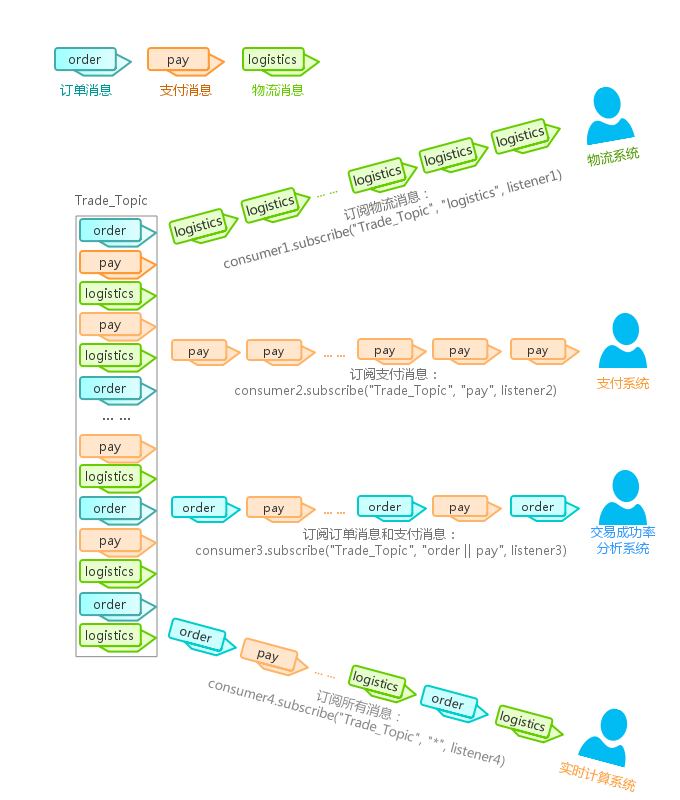 order
pay
logistics
订单消息
支付消息
物流消息
Trade_Topic
order
pay
logistics
pay
logistics
order
... ...
pay
logistics
order
pay
logistics
order
logistics
logistics
logistics
... ...
logistics
logistics
logistics
订阅物流消息：
consumer1.subscribe("Trade_Topic", "logistics", listener1)
物流系统
pay
pay
... ...
pay
pay
pay
订阅支付消息：
consumer2.subscribe("Trade_Topic", "pay", listener2)
支付系统
order
pay
... ...
order
pay
order
订阅订单消息和支付消息：
consumer3.subscribe("Trade_Topic", "order || pay", listener3)
交易成功率
分析系统
order
pay
... ...
logistics
order
logistics
订阅所有消息：
consumer4.subscribe("Trade_Topic", "*", listener4)
实时计算系统